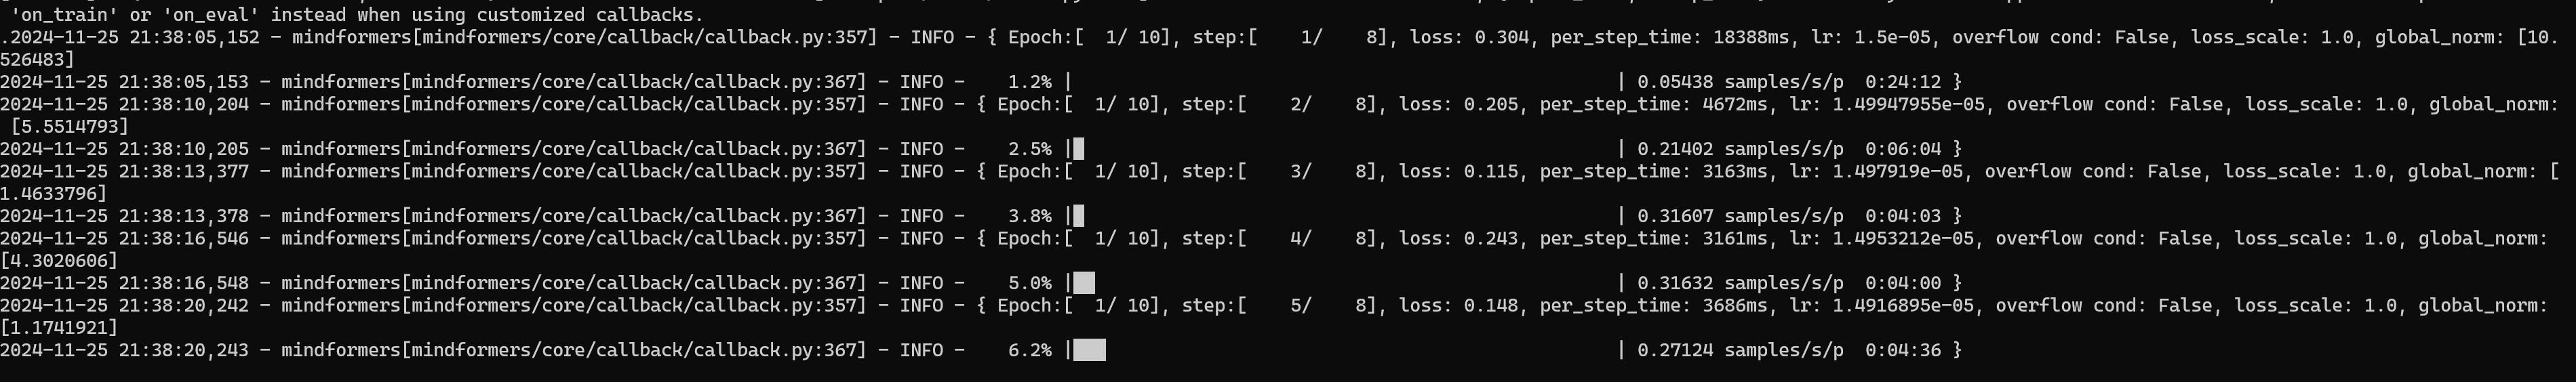 'on_train' or 'on_eval' instead when using customized callbacks.
.2024-11-25 21:38:05,152 - mindformers[mindformers/core/callback/callback.py:357] - INFO - { Epoch:[  1/ 10], step:[    1/    8], loss: 0.304, per_step_time: 18388ms, lr: 1.5e-05, overflow cond: False, loss_scale: 1.0, global_norm: [10.
526483]
2024-11-25 21:38:05,153 - mindformers[mindformers/core/callback/callback.py:367] - INFO -    1.2% |                                                  | 0.05438 samples/s/p  0:24:12 }
2024-11-25 21:38:10,204 - mindformers[mindformers/core/callback/callback.py:357] - INFO - { Epoch:[  1/ 10], step:[    2/    8], loss: 0.205, per_step_time: 4672ms, lr: 1.49947955e-05, overflow cond: False, loss_scale: 1.0, global_norm:
[5.5514793]
2024-11-25 21:38:10,205 - mindformers[mindformers/core/callback/callback.py:367] - INFO -    2.5% |█                                                 | 0.21402 samples/s/p  0:06:04 }
2024-11-25 21:38:13,377 - mindformers[mindformers/core/callback/callback.py:357] - INFO - { Epoch:[  1/ 10], step:[    3/    8], loss: 0.115, per_step_time: 3163ms, lr: 1.497919e-05, overflow cond: False, loss_scale: 1.0, global_norm: [
1.4633796]
2024-11-25 21:38:13,378 - mindformers[mindformers/core/callback/callback.py:367] - INFO -    3.8% |█                                                 | 0.31607 samples/s/p  0:04:03 }
2024-11-25 21:38:16,546 - mindformers[mindformers/core/callback/callback.py:357] - INFO - { Epoch:[  1/ 10], step:[    4/    8], loss: 0.243, per_step_time: 3161ms, lr: 1.4953212e-05, overflow cond: False, loss_scale: 1.0, global_norm:
[4.3020606]
2024-11-25 21:38:16,548 - mindformers[mindformers/core/callback/callback.py:367] - INFO -    5.0% |██                                                | 0.31632 samples/s/p  0:04:00 }
2024-11-25 21:38:20,242 - mindformers[mindformers/core/callback/callback.py:357] - INFO - { Epoch:[  1/ 10], step:[    5/    8], loss: 0.148, per_step_time: 3686ms, lr: 1.4916895e-05, overflow cond: False, loss_scale: 1.0, global_norm:
[1.1741921]
2024-11-25 21:38:20,243 - mindformers[mindformers/core/callback/callback.py:367] - INFO -    6.2% |███                                               | 0.27124 samples/s/p  0:04:36 }